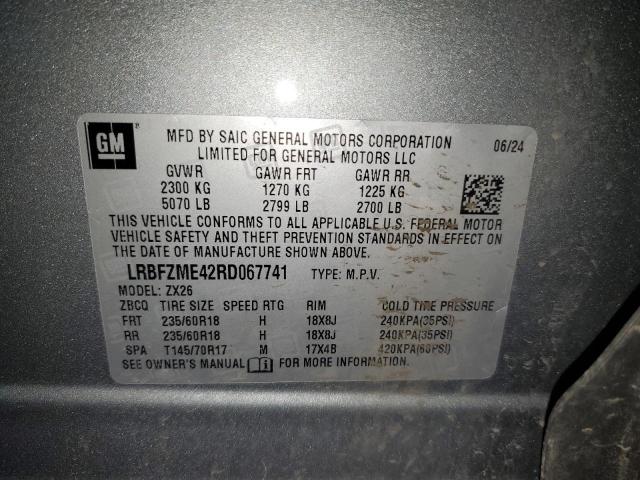 GM
MFD BY SAIC GENERAL MOTORS CORPORATION 06/24
LIMITED FOR GENERAL MOTORS LLC
GVWR GAWR FRT GAWR RR
2300 KG 1270 KG 1225 KG
5070 LB 2799 LB 2700 LB
THIS VEHICLE CONFORMS TO ALL APPLICABLE U.S. FEDERAL MOTOR
VEHICLE SAFETY AND THEFT PREVENTION STANDARDS IN EFFECT ON
THE DATE OF MANUFACTURE SHOWN ABOVE.
LRBFZME42RD067741 TYPE: M.P.V.
MODEL: ZX26
ZBCQ TIRE SIZE SPEED RTG RIM COLD TIRE PRESSURE
FRT 235/60R18 H 18X8J 240KPA(35PSI)
RR 235/60R18 H 18X8J 240KPA(35PSI)
SPA T145/70R17 M 17X4B 420KPA(60PSI)
SEE OWNER'S MANUAL FOR MORE INFORMATION